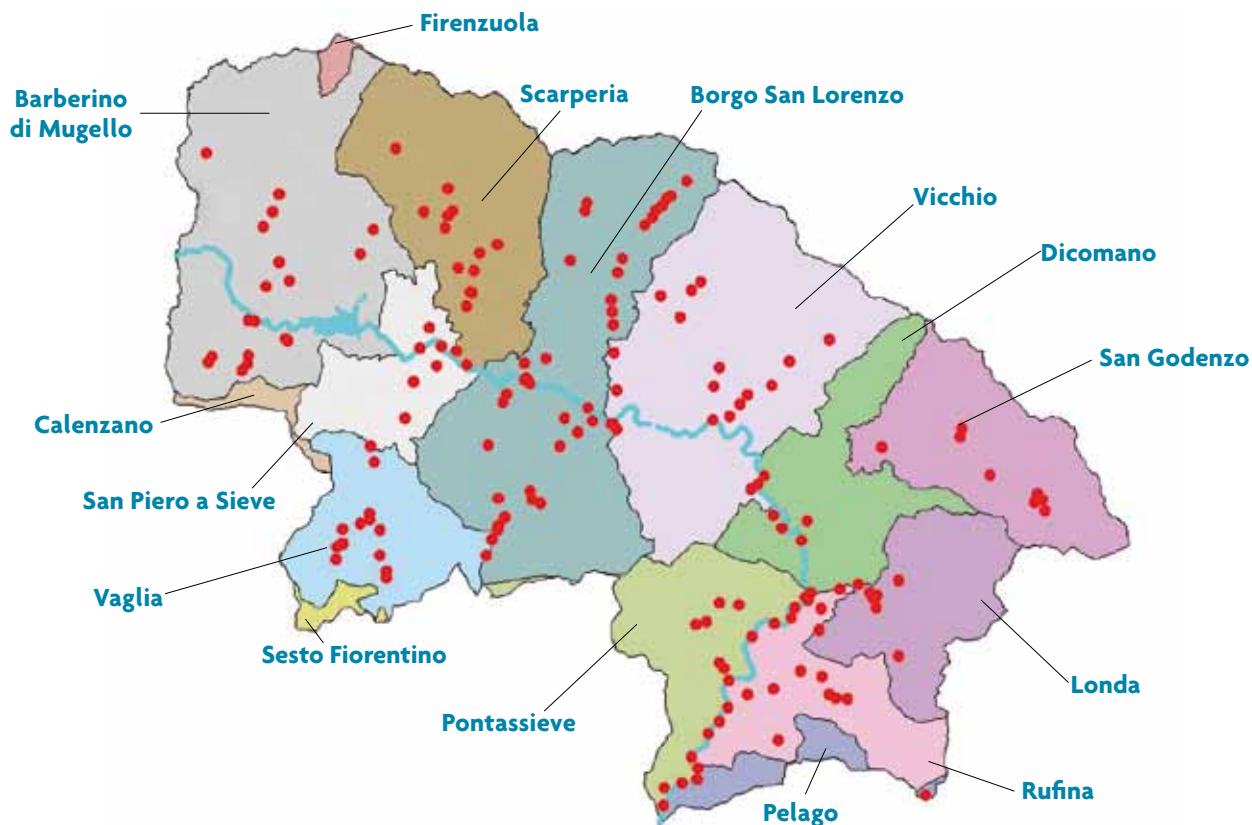 Firenzuola
Barberino
di Mugello
Scarperia
Borgo San Lorenzo
Vicchio
Dicomano
San Godenzo
Calenzano
San Piero a Sieve
Vaglia
Sesto Fiorentino
Pontassieve
Londa
Rufina
Pelago